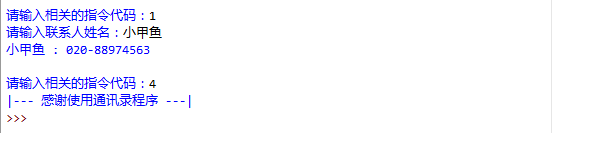 请输入相关的指令代码：1
请输入联系人姓名：小甲鱼
小甲鱼 : 020-88974563
请输入相关的指令代码：4
|--- 感谢使用通讯录程序 ---|
>>>